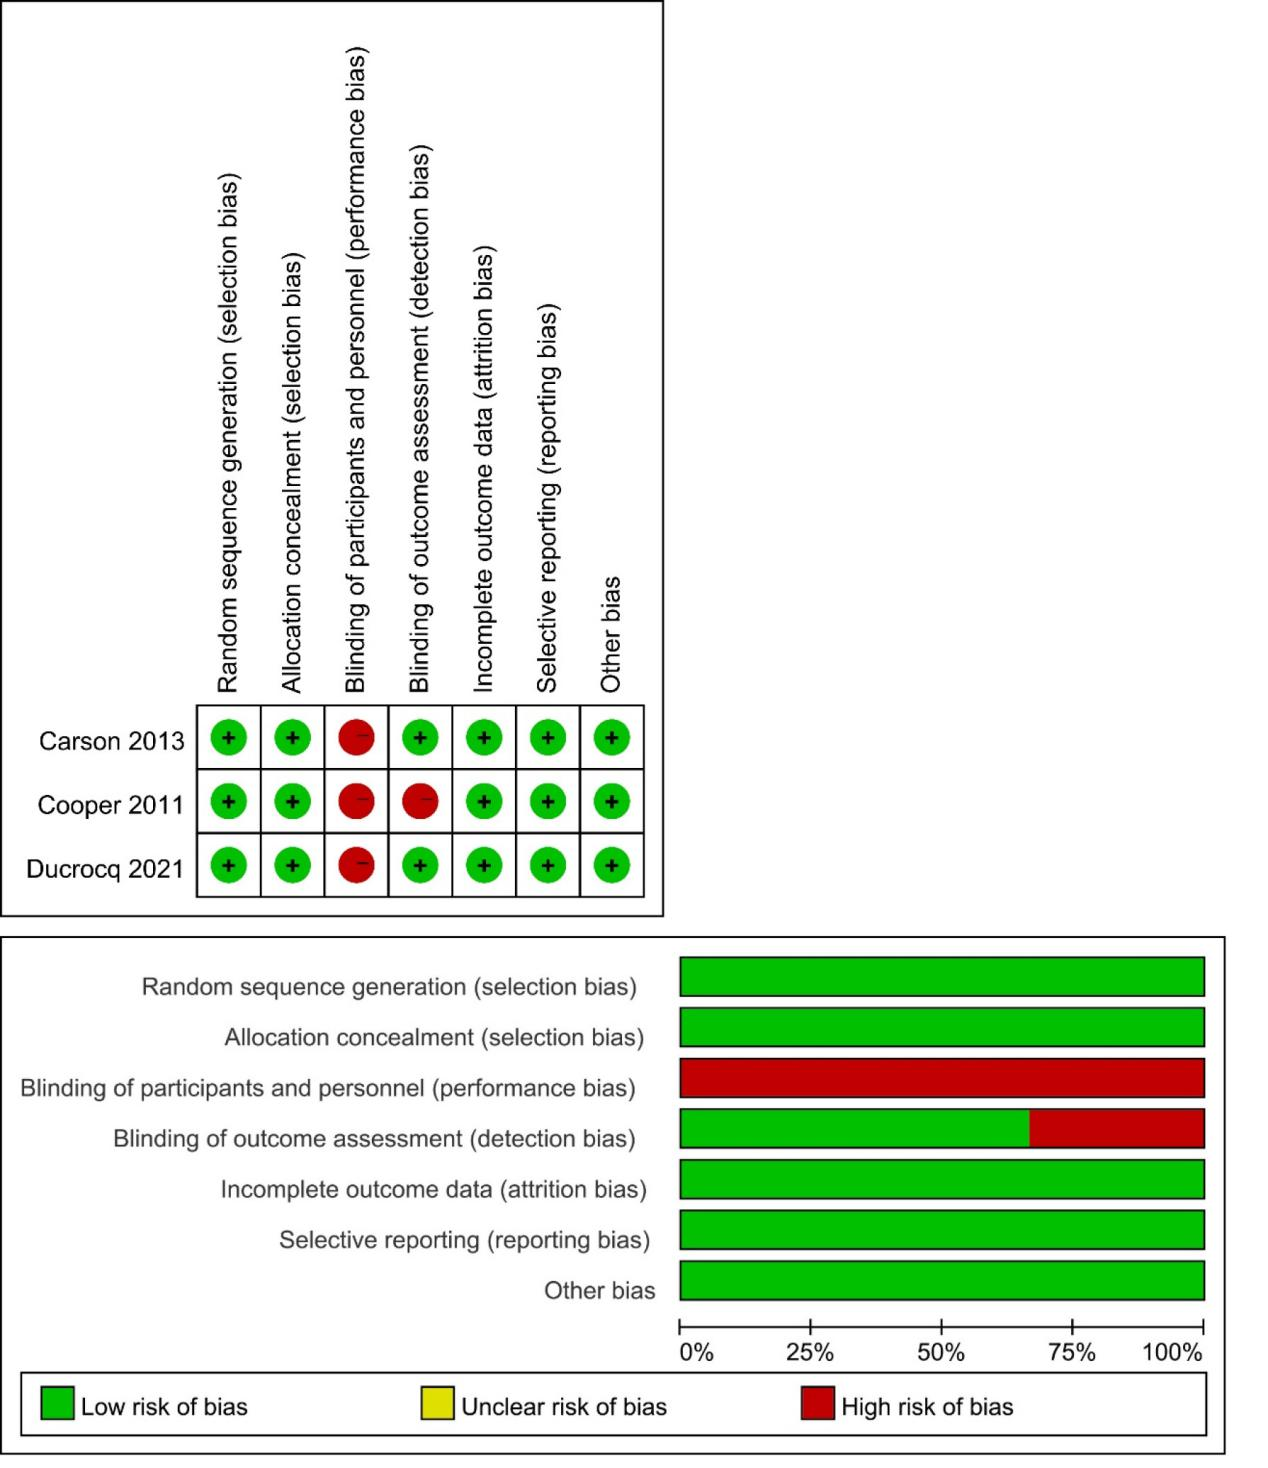 Random sequence generation (selection bias)
Allocation concealment (selection bias)
Blinding of participants and personnel (performance bias)
Blinding of outcome assessment (detection bias)
Incomplete outcome data (attrition bias)
Selective reporting (reporting bias)
Other bias
Carson 2013 + + - + + + +
Cooper 2011 + + - - + + +
Ducrocq 2021 + + - + + + +
Random sequence generation (selection bias)
Allocation concealment (selection bias)
Blinding of participants and personnel (performance bias)
Blinding of outcome assessment (detection bias)
Incomplete outcome data (attrition bias)
Selective reporting (reporting bias)
Other bias
0% 25% 50% 75% 100%
Low risk of bias Unclear risk of bias High risk of bias